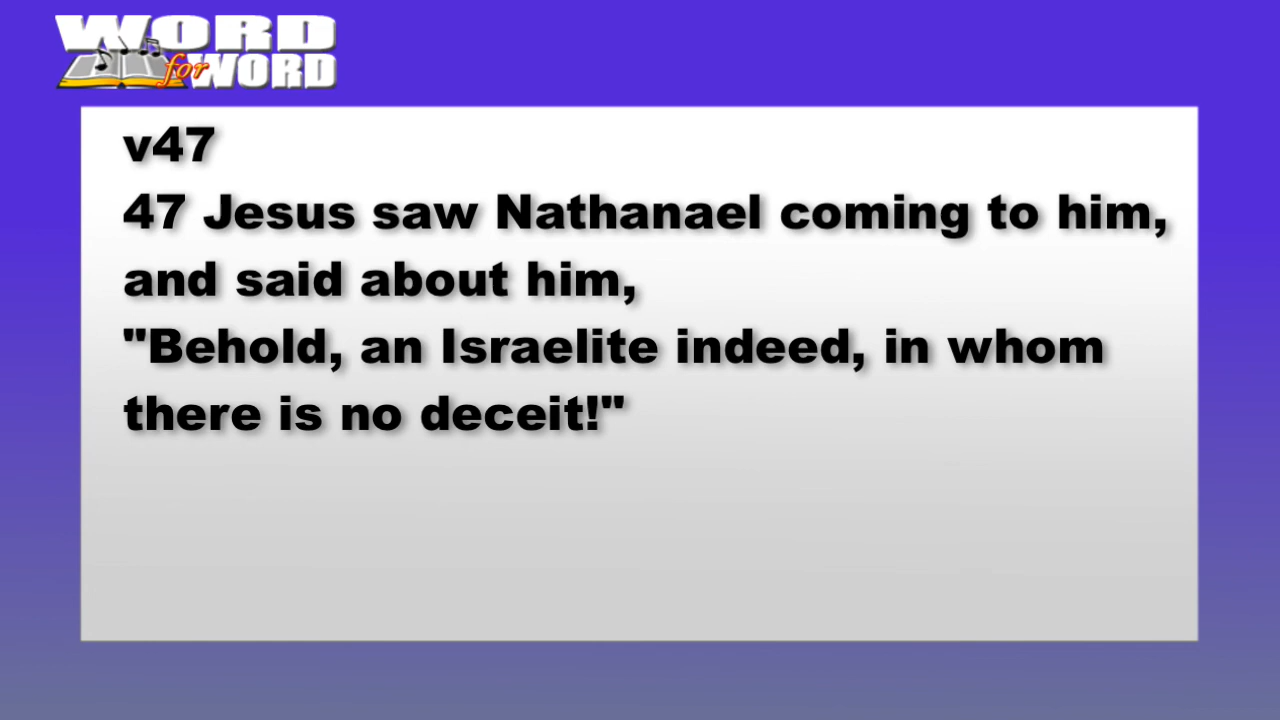 WORD
for WORD
v47
47 Jesus saw Nathanael coming to him,
and said about him,
"Behold, an Israelite indeed, in whom
there is no deceit!"